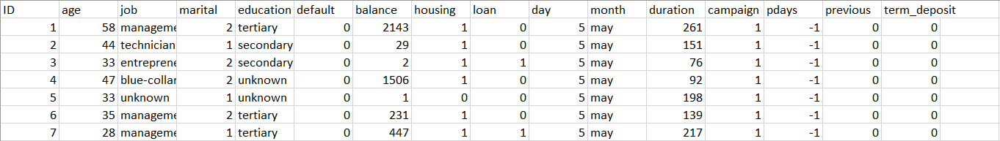 ID age job marital education default balance housing loan day month duration campaign pdays previous term_deposit
1 58 manageme 2 tertiary 0 2143 1 0 5 may 261 1 -1 0 0
2 44 technician 1 secondary 0 29 1 0 5 may 151 1 -1 0 0
3 33 entreprene 2 secondary 0 2 1 1 5 may 76 1 -1 0 0
4 47 blue-collar 2 unknown 0 1506 1 0 5 may 92 1 -1 0 0
5 33 unknown 1 unknown 0 1 0 0 5 may 198 1 -1 0 0
6 35 manageme 2 tertiary 0 231 1 0 5 may 139 1 -1 0 0
7 28 manageme 1 tertiary 0 447 1 1 5 may 217 1 -1 0 0